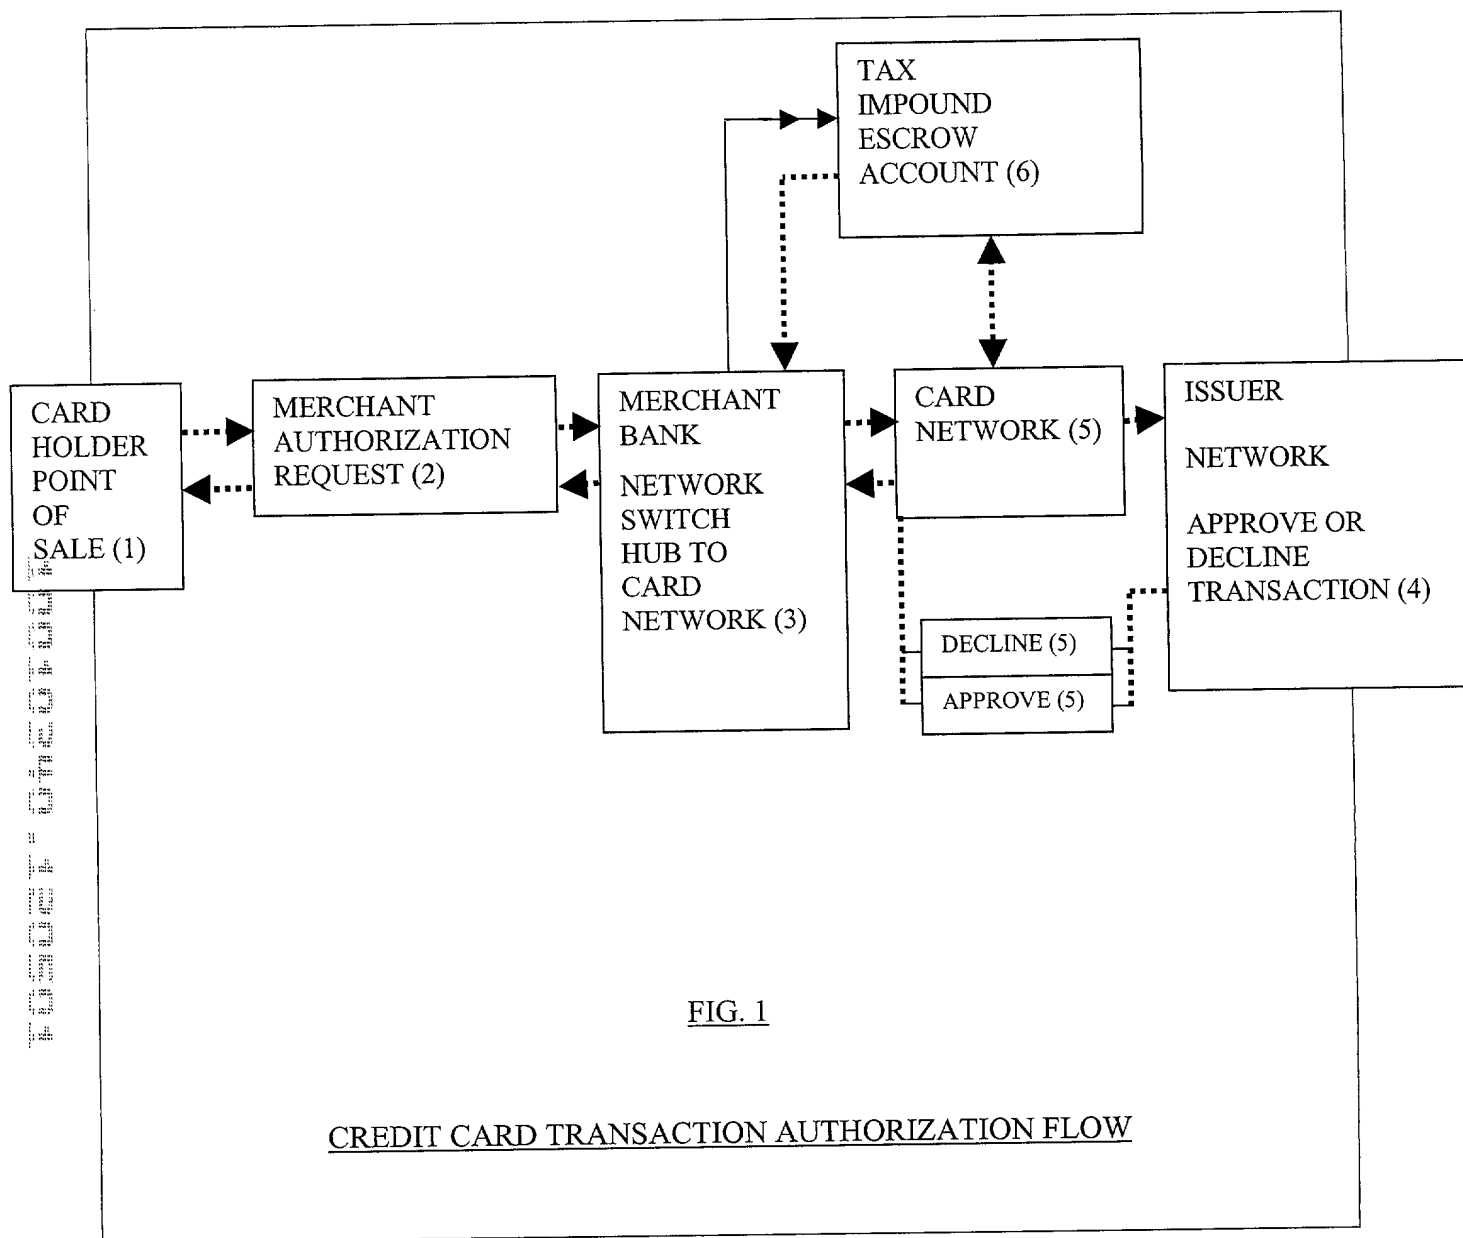 TAX
IMPOUND
ESCROW
ACCOUNT (6)
CARD
HOLDER
POINT
OF
SALE (1)
MERCHANT
AUTHORIZATION
REQUEST (2)
MERCHANT
BANK
NETWORK
SWITCH
HUB TO
CARD
NETWORK (3)
CARD
NETWORK (5)
ISSUER
NETWORK
APPROVE OR
DECLINE
TRANSACTION (4)
DECLINE (5)
APPROVE (5)
FIG. 1
CREDIT CARD TRANSACTION AUTHORIZATION FLOW